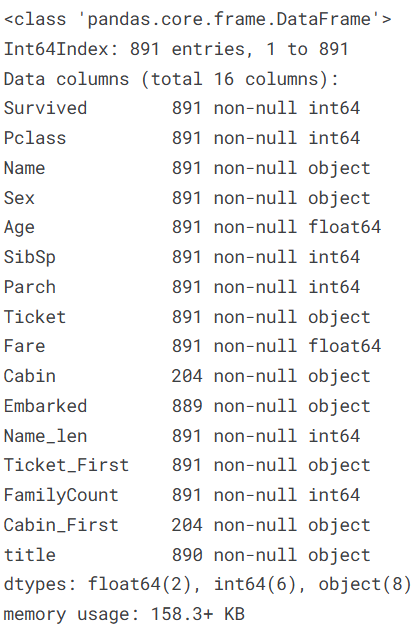 <class 'pandas.core.frame.DataFrame'>
Int64Index: 891 entries, 1 to 891
Data columns (total 16 columns):
Survived        891 non-null int64
Pclass          891 non-null int64
Name            891 non-null object
Sex             891 non-null object
Age             891 non-null float64
SibSp           891 non-null int64
Parch           891 non-null int64
Ticket          891 non-null object
Fare            891 non-null float64
Cabin           204 non-null object
Embarked        889 non-null object
Name_len        891 non-null int64
Ticket_First    891 non-null object
FamilyCount     891 non-null int64
Cabin_First     204 non-null object
title           890 non-null object
dtypes: float64(2), int64(6), object(8)
memory usage: 158.3+ KB